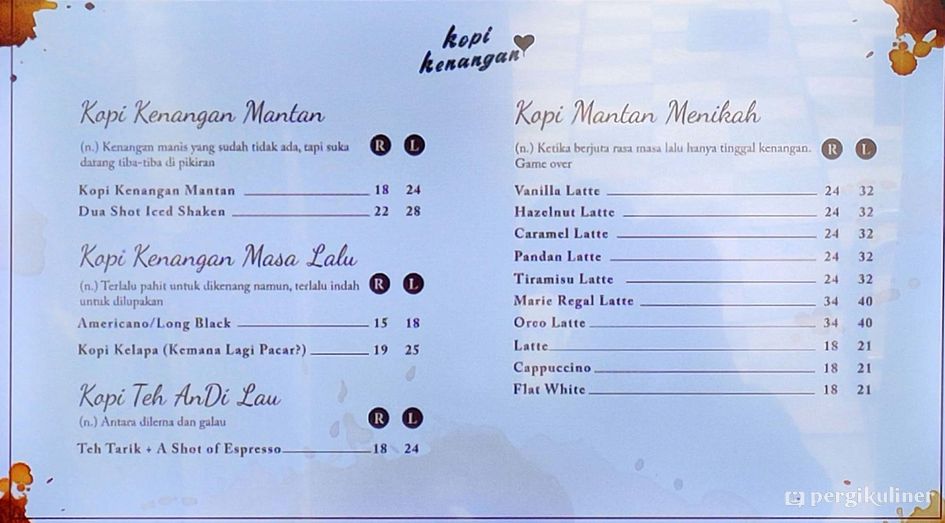 kopi
kenangan
Kopi Kenangan Mantan
(n.) Kenangan manis yang sudah tidak ada, tapi suka R L
datang tiba-tiba di pikiran
Kopi Kenangan Mantan 18 24
Dua Shot Iced Shaken 22 28
Kopi Kenangan Masa Lalu
(n.) Terlalu pahit untuk dikenang namun, terlalu indah R L
untuk dilupakan
Americano/Long Black 15 18
Kopi Kelapa (Kemana Lagi Pacar?) 19 25
Kopi Teh AnDi Lau
(n.) Antara dilema dan galau R L
Teh Tarik + A Shot of Espresso 18 24
Kopi Mantan Menikah
(n.) Ketika berjuta rasa masa lalu hanya tinggal kenangan. R L
Game over
Vanilla Latte 24 32
Hazelnut Latte 24 32
Caramel Latte 24 32
Pandan Latte 24 32
Tiramisu Latte 24 32
Marie Regal Latte 34 40
Oreo Latte 34 40
Latte 18 21
Cappuccino 18 21
Flat White 18 21
pergikuliner